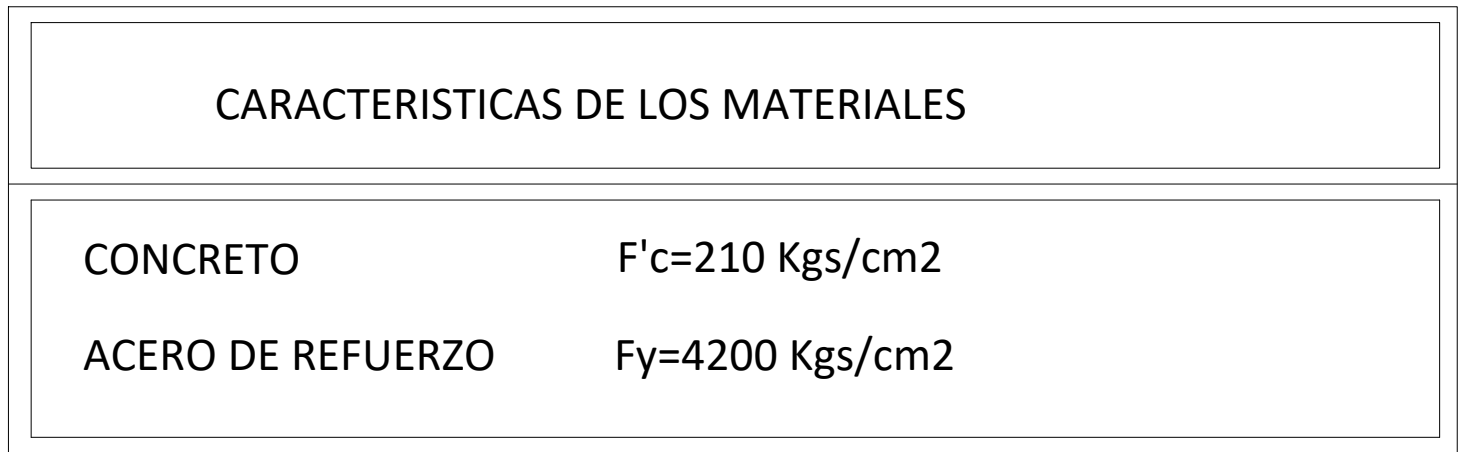 CARACTERISTICAS DE LOS MATERIALES
CONCRETO F'c=210 Kgs/cm2
ACERO DE REFUERZO Fy=4200 Kgs/cm2